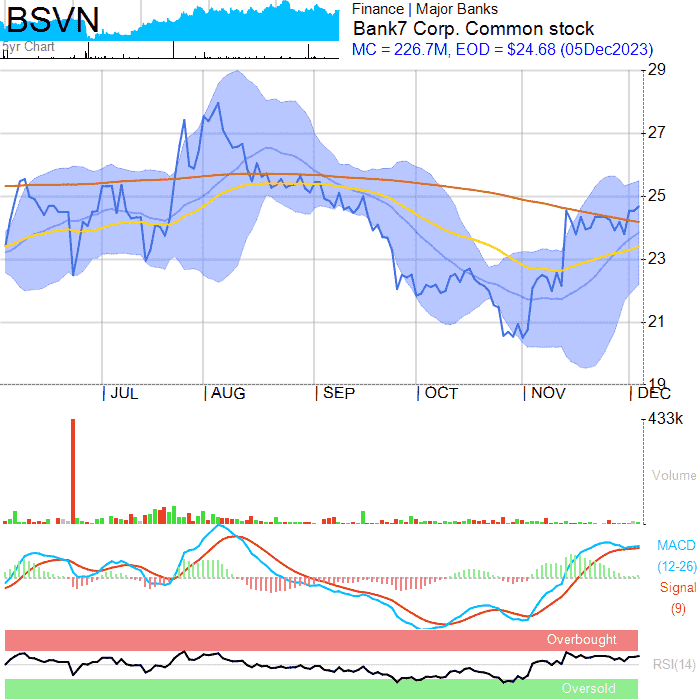 BSVN
5yr Chart
Finance | Major Banks
Bank7 Corp. Common stock
MC = 226.7M, EOD = $24.68 (05Dec2023)
29
27
25
23
21
19
| JUL | AUG | SEP | OCT | NOV | DEC
433k
Volume
MACD
(12-26)
Signal
(9)
Overbought
RSI(14)
Oversold